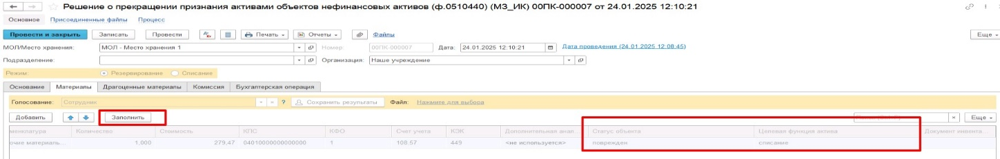 Решение о прекращении признания активами объектов нефинансовых активов (ф.0510440) (МЗ_ИК) 00ПК-000007 от 24.01.2025 12:10:21
Основное Присоединенные файлы Процесс
Провести и закрыть Записать Провести Печать Отчеты Файлы Еще
МОЛ/Место хранения: МОЛ - Место хранения 1 Номер: 00ПК-000007 Дата: 24.01.2025 12:10:21 Дата проведения (24.01.2025 12:08:45)
Подразделение: Организация: Наше учреждение
Режим: Резервирование Списание
Основание Материалы Драгоценные материалы Комиссия Бухгалтерская операция
Голосование: Сотрудник ? Сохранить результаты Файл: Нажмите для выбора
Добавить Заполнить Еще
менклатура Количество Стоимость КПС КФО Счет учета КЭК Дополнительная анал... Статус объекта Целевая функция актива Документ инвента...
очие материаль... 1,000 279,47 04010000000000000 1 108.57 449 <не используется> поврежден списание